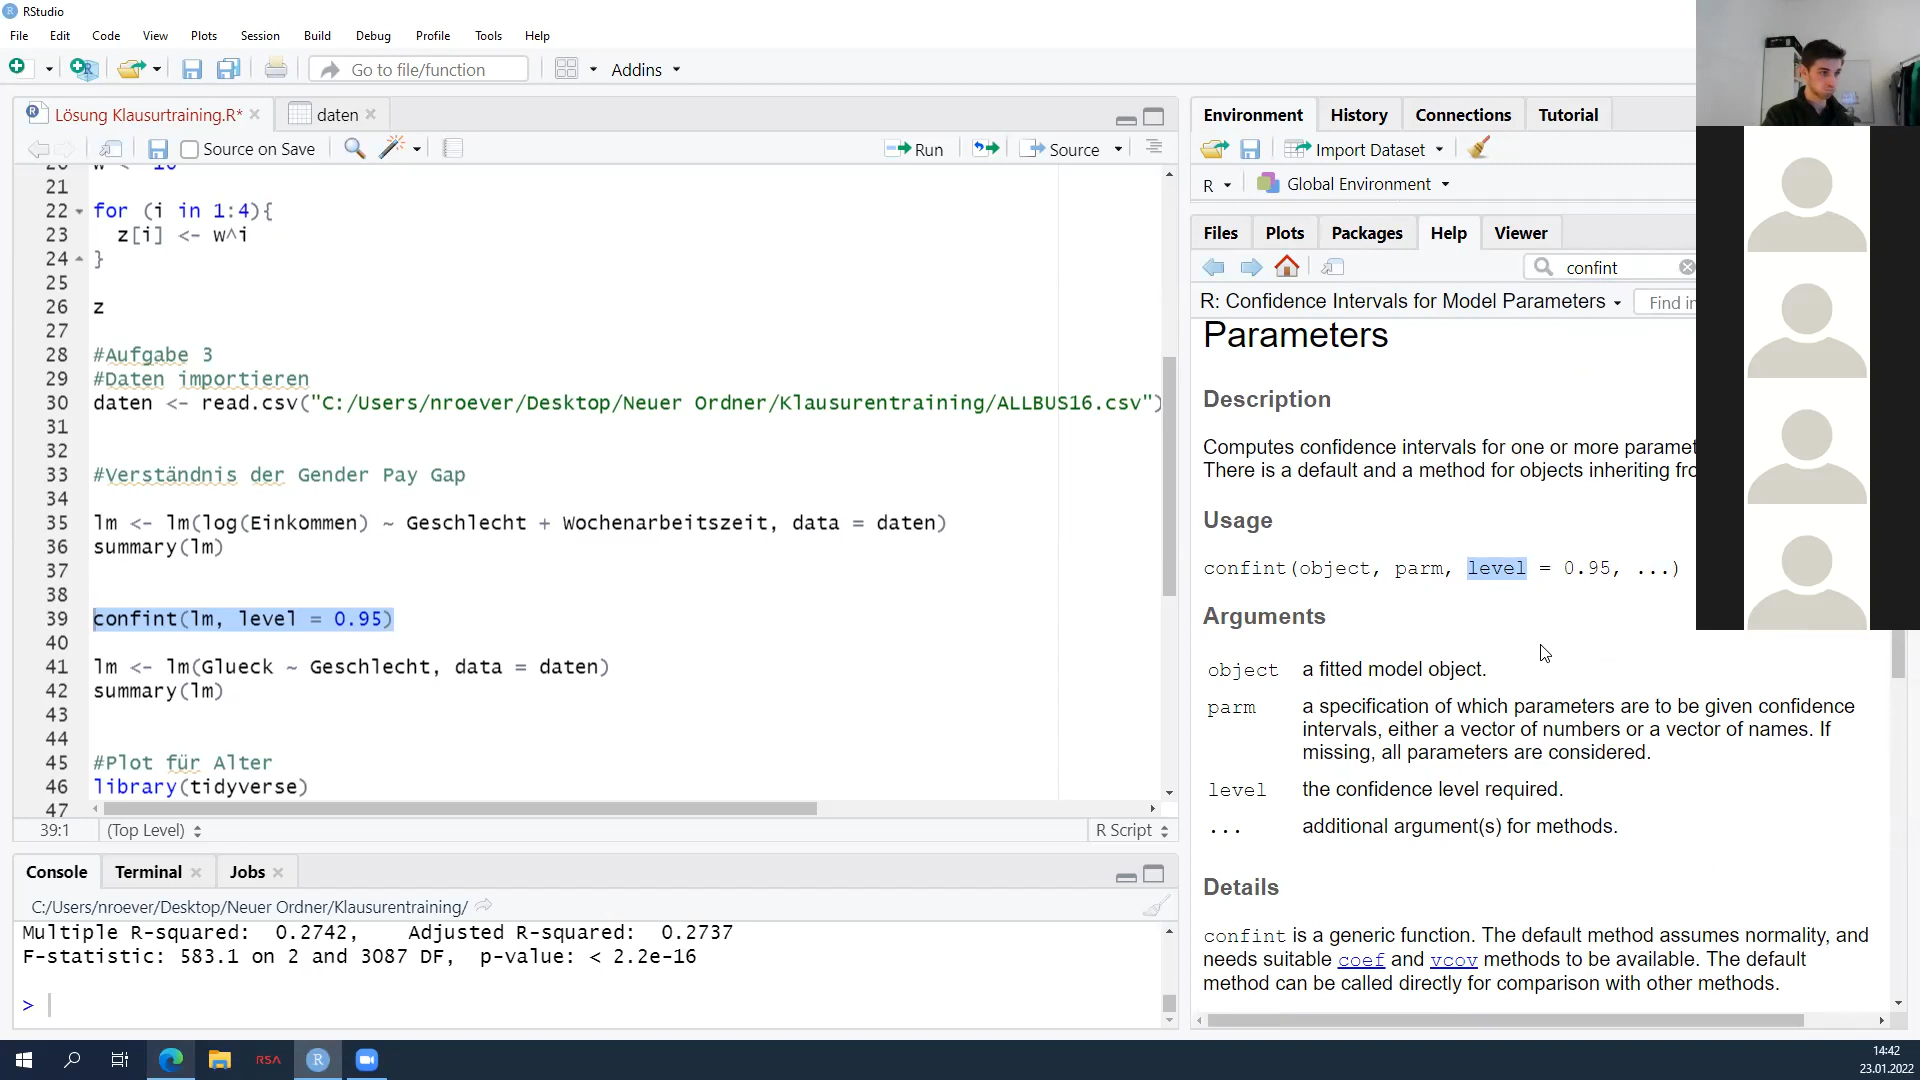 RStudio
File Edit Code View Plots Session Build Debug Profile Tools Help
Go to file/function Addins
Lösung Klausurtraining.R* daten
Source on Save Run Source
21
22 for (i in 1:4){
23 z[i] <- w^i
24 }
25
26 z
27
28 #Aufgabe 3
29 #Daten importieren
30 daten <- read.csv("C:/Users/nroever/Desktop/Neuer Ordner/Klausurentraining/ALLBUS16.csv")
31
32
33 #Verständnis der Gender Pay Gap
34
35 lm <- lm(log(Einkommen) ~ Geschlecht + Wochenarbeitszeit, data = daten)
36 summary(lm)
37
38
39 confint(lm, level = 0.95)
40
41 lm <- lm(Glueck ~ Geschlecht, data = daten)
42 summary(lm)
43
44
45 #Plot für Alter
46 library(tidyverse)
47
39:1 (Top Level) R Script
Console Terminal Jobs
C:/Users/nroever/Desktop/Neuer Ordner/Klausurentraining/
Multiple R-squared:  0.2742,    Adjusted R-squared:  0.2737
F-statistic: 583.1 on 2 and 3087 DF,  p-value: < 2.2e-16
>
Environment History Connections Tutorial
Import Dataset
R Global Environment
Files Plots Packages Help Viewer
confint
R: Confidence Intervals for Model Parameters Find in
Parameters
Description
Computes confidence intervals for one or more
There is a default and a method for objects inheriting
Usage
confint(object, parm, level = 0.95, ...)
Arguments
object a fitted model object.
parm a specification of which parameters are to be given confidence
intervals, either a vector of numbers or a vector of names. If
missing, all parameters are considered.
level the confidence level required.
... additional argument(s) for methods.
Details
confint is a generic function. The default method assumes normality, and
needs suitable coef and vcov methods to be available. The default
method can be called directly for comparison with other methods.
RSA
R
14:42
23.01.2022